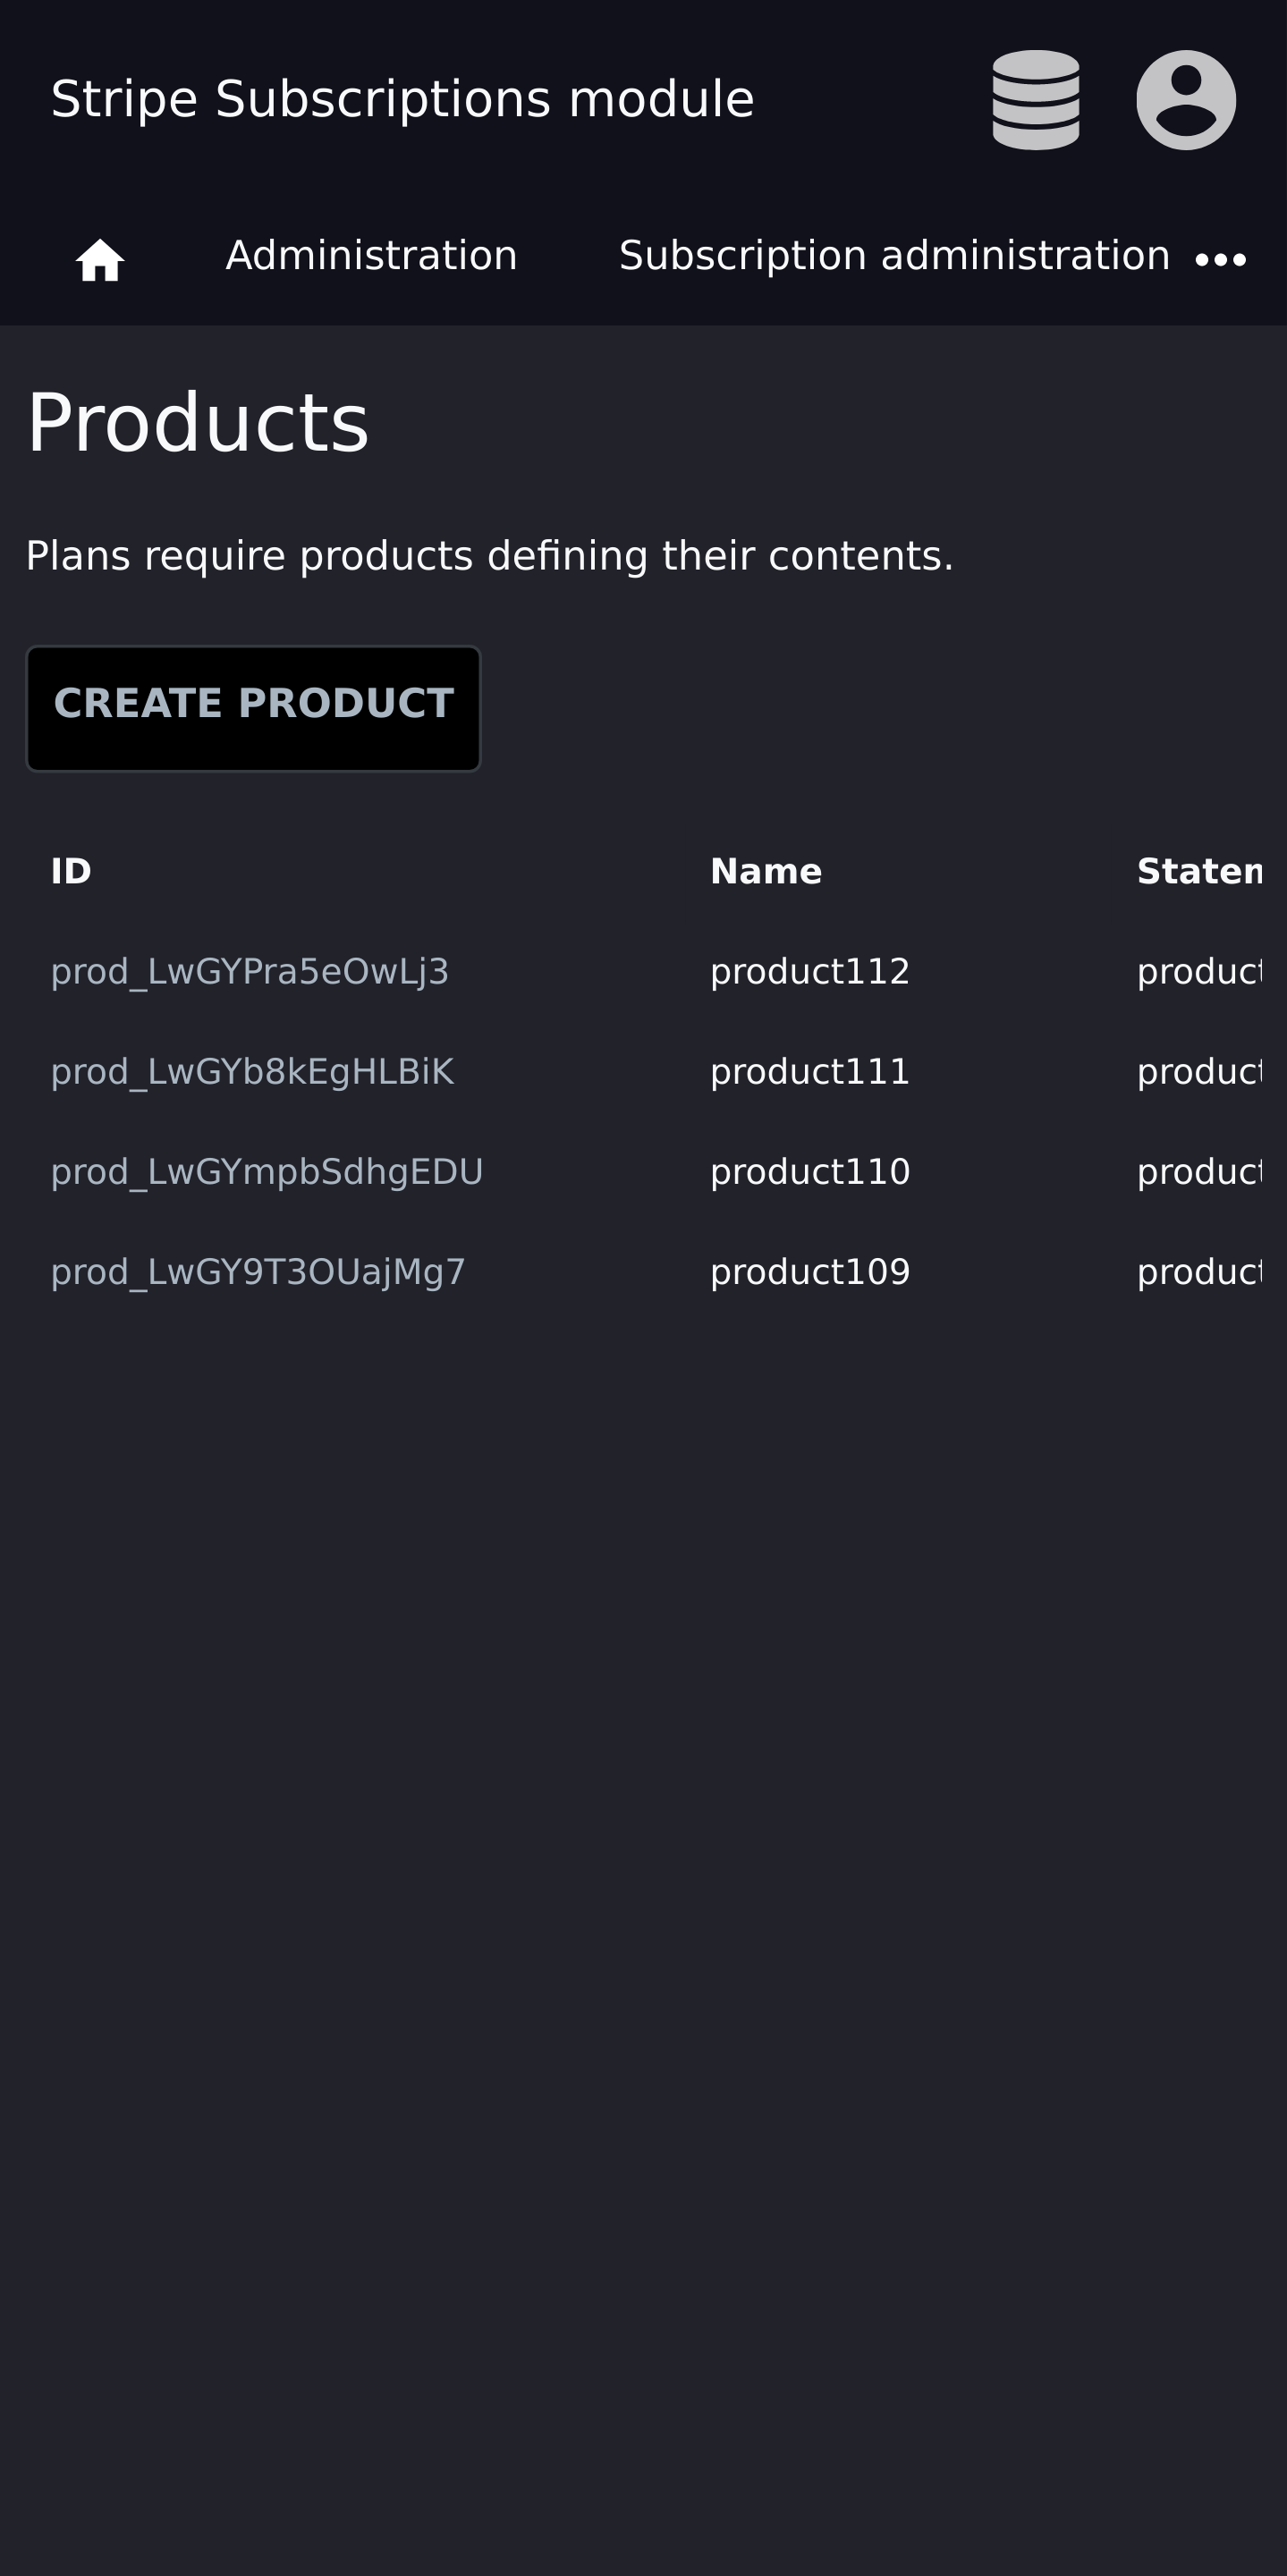 Stripe Subscriptions module
Administration Subscription administration
Products
Plans require products defining their contents.
CREATE PRODUCT
ID Name
prod_LwGYPra5eOwLj3 product112 product
prod_LwGYb8kEgHLBiK product111 product
prod_LwGYmpbSdhgEDU product110 product
prod_LwGY9T3OUajMg7 product109 product